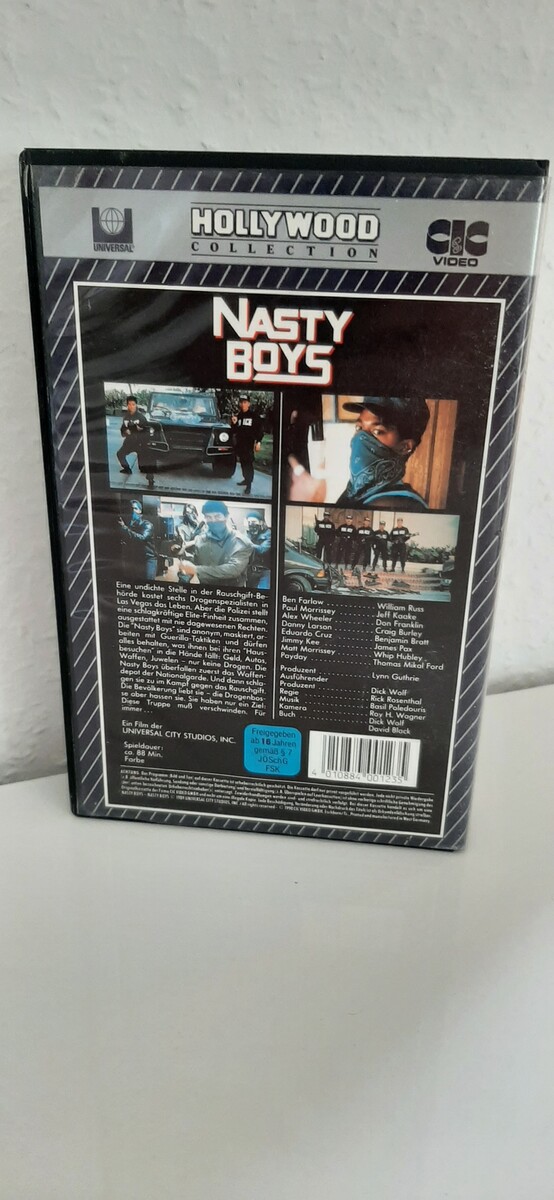 UNIVERSAL
HOLLYWOOD
COLLECTION
CIC
VIDEO
NASTY
BOYS
Eine undichte Stelle in der Rauschgift-Be-
hörde kostet sechs Drogenspezialisten in
Las Vegas das Leben. Aber die Polizei stellt
eine schlagkräftige Elite-Einheit zusammen,
ausgestattet mit nie dagewesenen Rechten.
Die "Nasty Boys" sind anonym, maskiert, ar-
beiten mit Guerilla-Taktiken und dürfen
alles behalten, was ihnen bei ihren "Haus-
besuchen" in die Hände fällt: Geld, Autos,
Waffen, Juwelen – nur keine Drogen. Die
Nasty Boys überfallen zuerst das Waffen-
depot der Nationalgarde. Und dann schla-
gen sie zu im Kampf gegen das Rauschgift.
Die Bevölkerung liebt sie – die Drogenbos-
se aber hassen sie. Sie haben nur ein Ziel:
Diese Truppe muß verschwinden. Für
immer ...
Ben Farlow .......... William Russ
Paul Morrissey .......... Jeff Kaake
Alex Wheeler .......... Don Franklin
Danny Larson .......... Craig Burley
Eduardo Cruz .......... Benjamin Bratt
Jimmy Kee .......... James Pax
Matt Morrissey .......... Whip Hubley
Payday .......... Thomas Mikal Ford
Produzent .......... Lynn Guthrie
Ausführender
Produzent .......... Dick Wolf
Regie .......... Rick Rosenthal
Musik .......... Basil Poledouris
Kamera .......... Roy H. Wagner
Buch .......... Dick Wolf
David Black
Ein Film der
UNIVERSAL CITY STUDIOS, INC.
Spieldauer:
ca. 88 Min.
Farbe
Freigegeben
ab 18 Jahren
gemäß § 7
JÖSchG
FSK
4 010884 001235